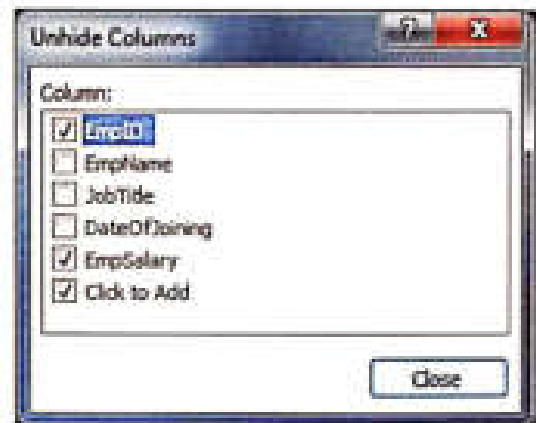 Unhide Columns
?
Column:
EmpID
EmpName
JobTitle
DateOfJoining
EmpSalary
Click to Add
Close